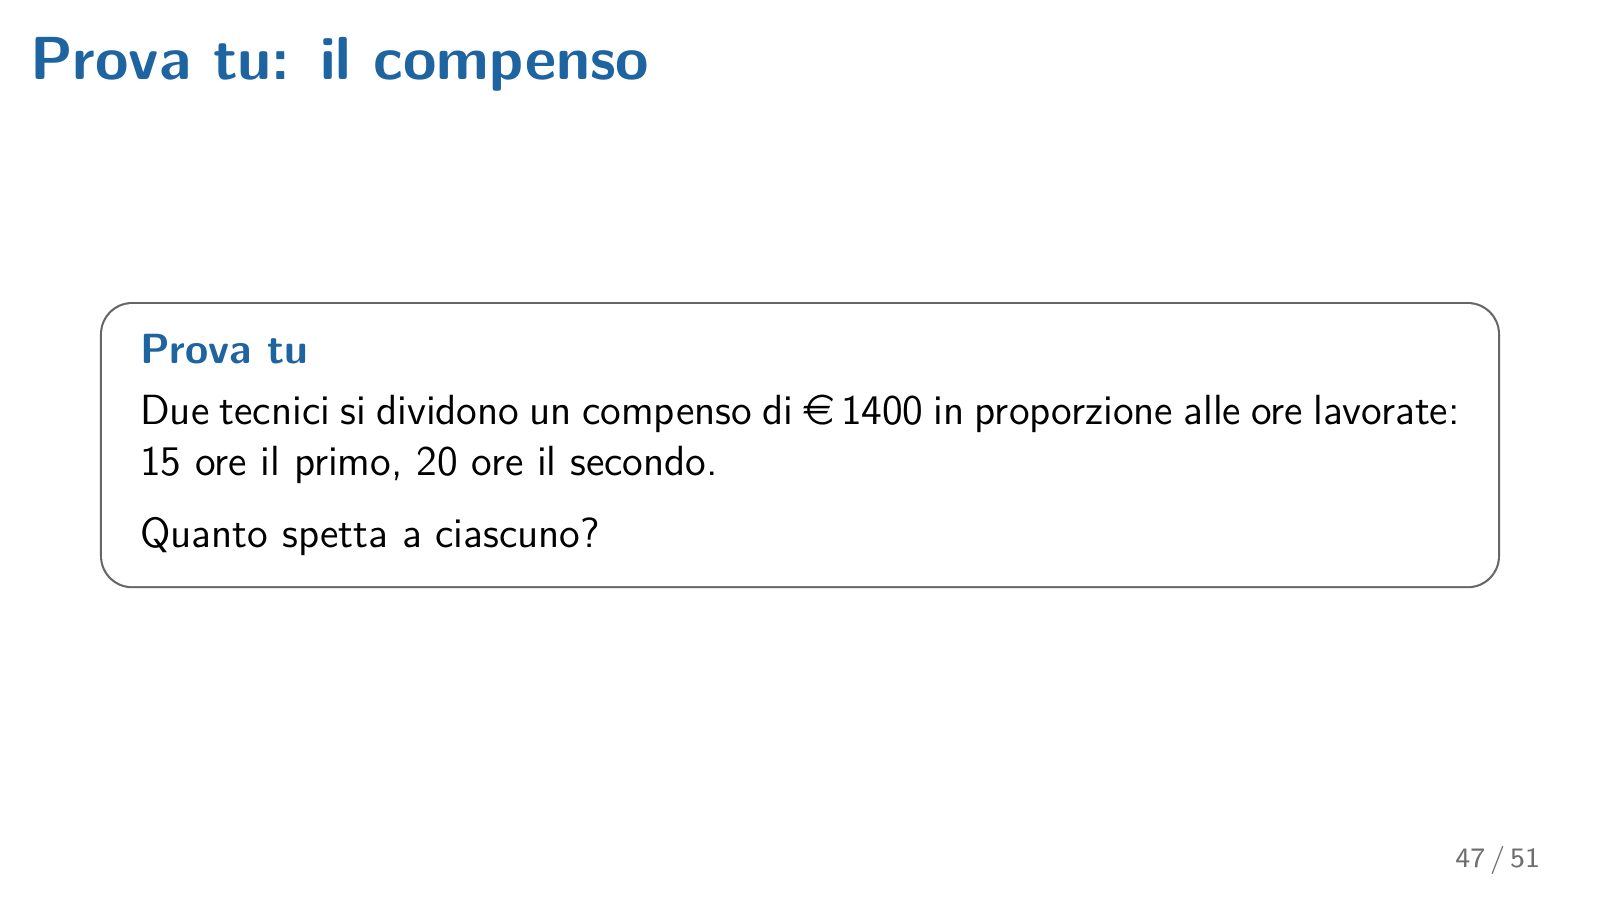 Prova tu: il compenso
Prova tu
Due tecnici si dividono un compenso di € 1400 in proporzione alle ore lavorate:
15 ore il primo, 20 ore il secondo.
Quanto spetta a ciascuno?
47 / 51